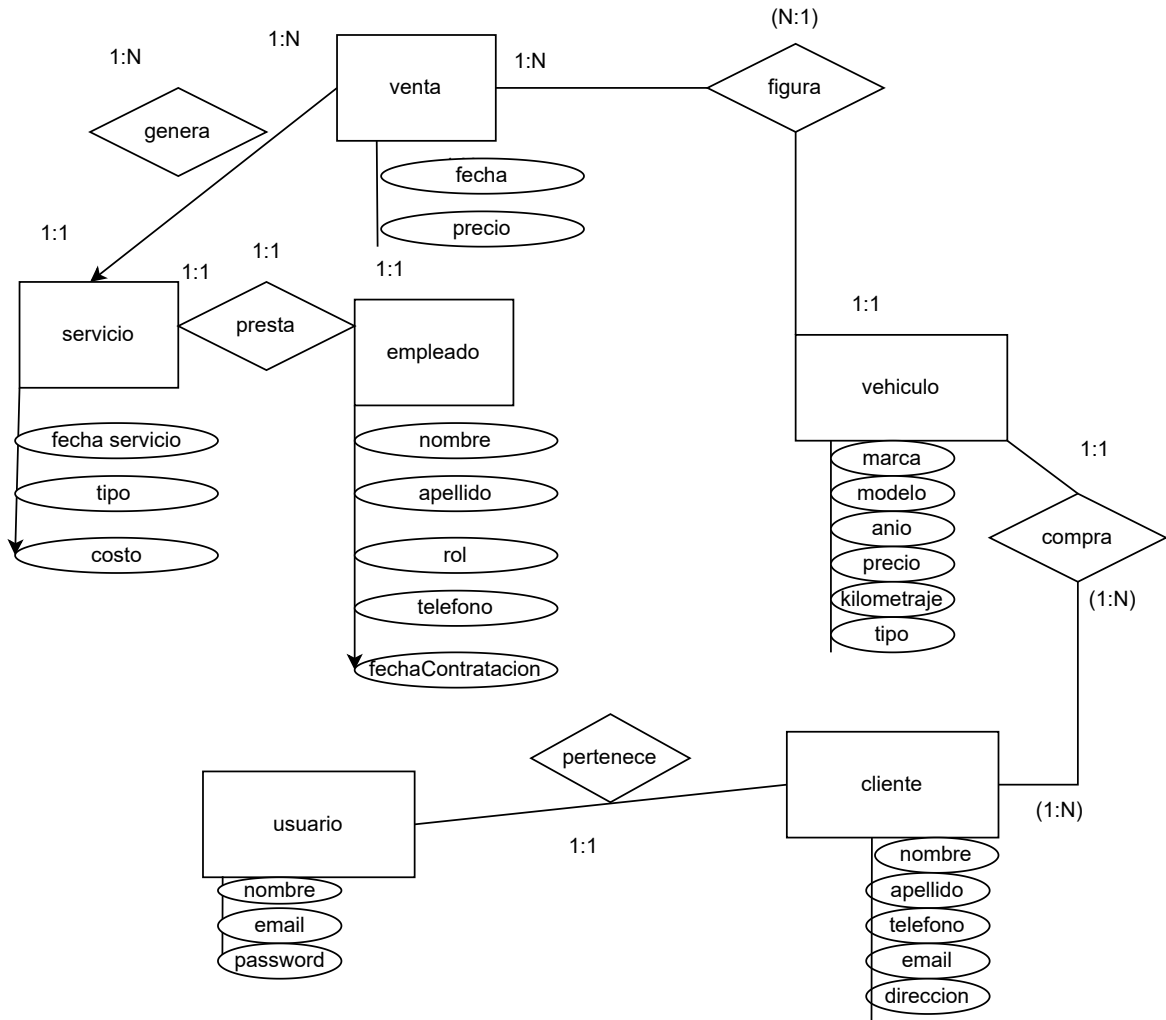 (N:1)
1:N
1:N
1:N
venta
figura
genera
fecha
precio
1:1
1:1
1:1
1:1
servicio
presta
empleado
1:1
vehiculo
fecha servicio
tipo
costo
nombre
apellido
rol
telefono
fechaContratacion
marca
modelo
anio
precio
kilometraje
tipo
1:1
compra
(1:N)
pertenece
cliente
(1:N)
usuario
1:1
nombre
email
password
nombre
apellido
telefono
email
direccion